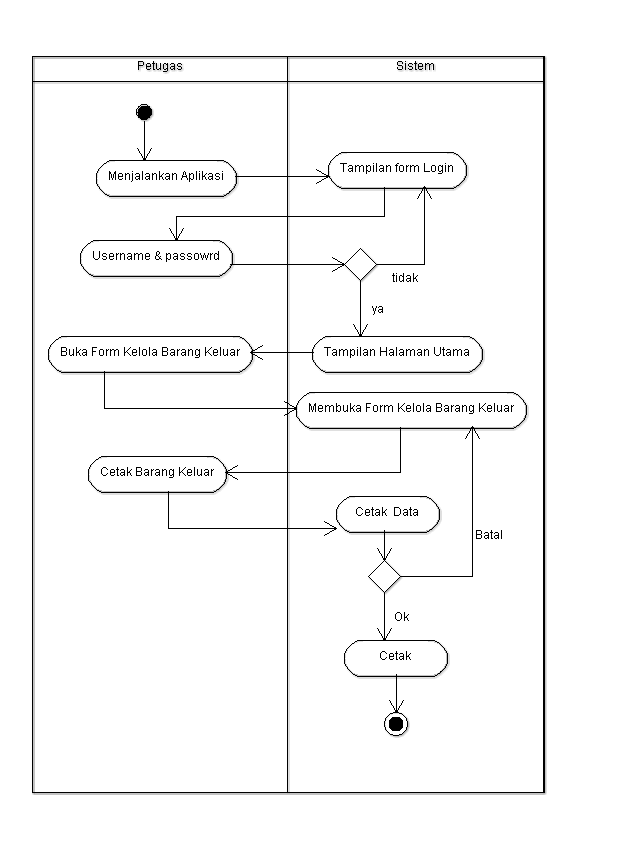 Petugas
Sistem
Menjalankan Aplikasi
Tampilan form Login
Username & passowrd
tidak
ya
Buka Form Kelola Barang Keluar
Tampilan Halaman Utama
Membuka Form Kelola Barang Keluar
Cetak Barang Keluar
Cetak Data
Batal
Ok
Cetak